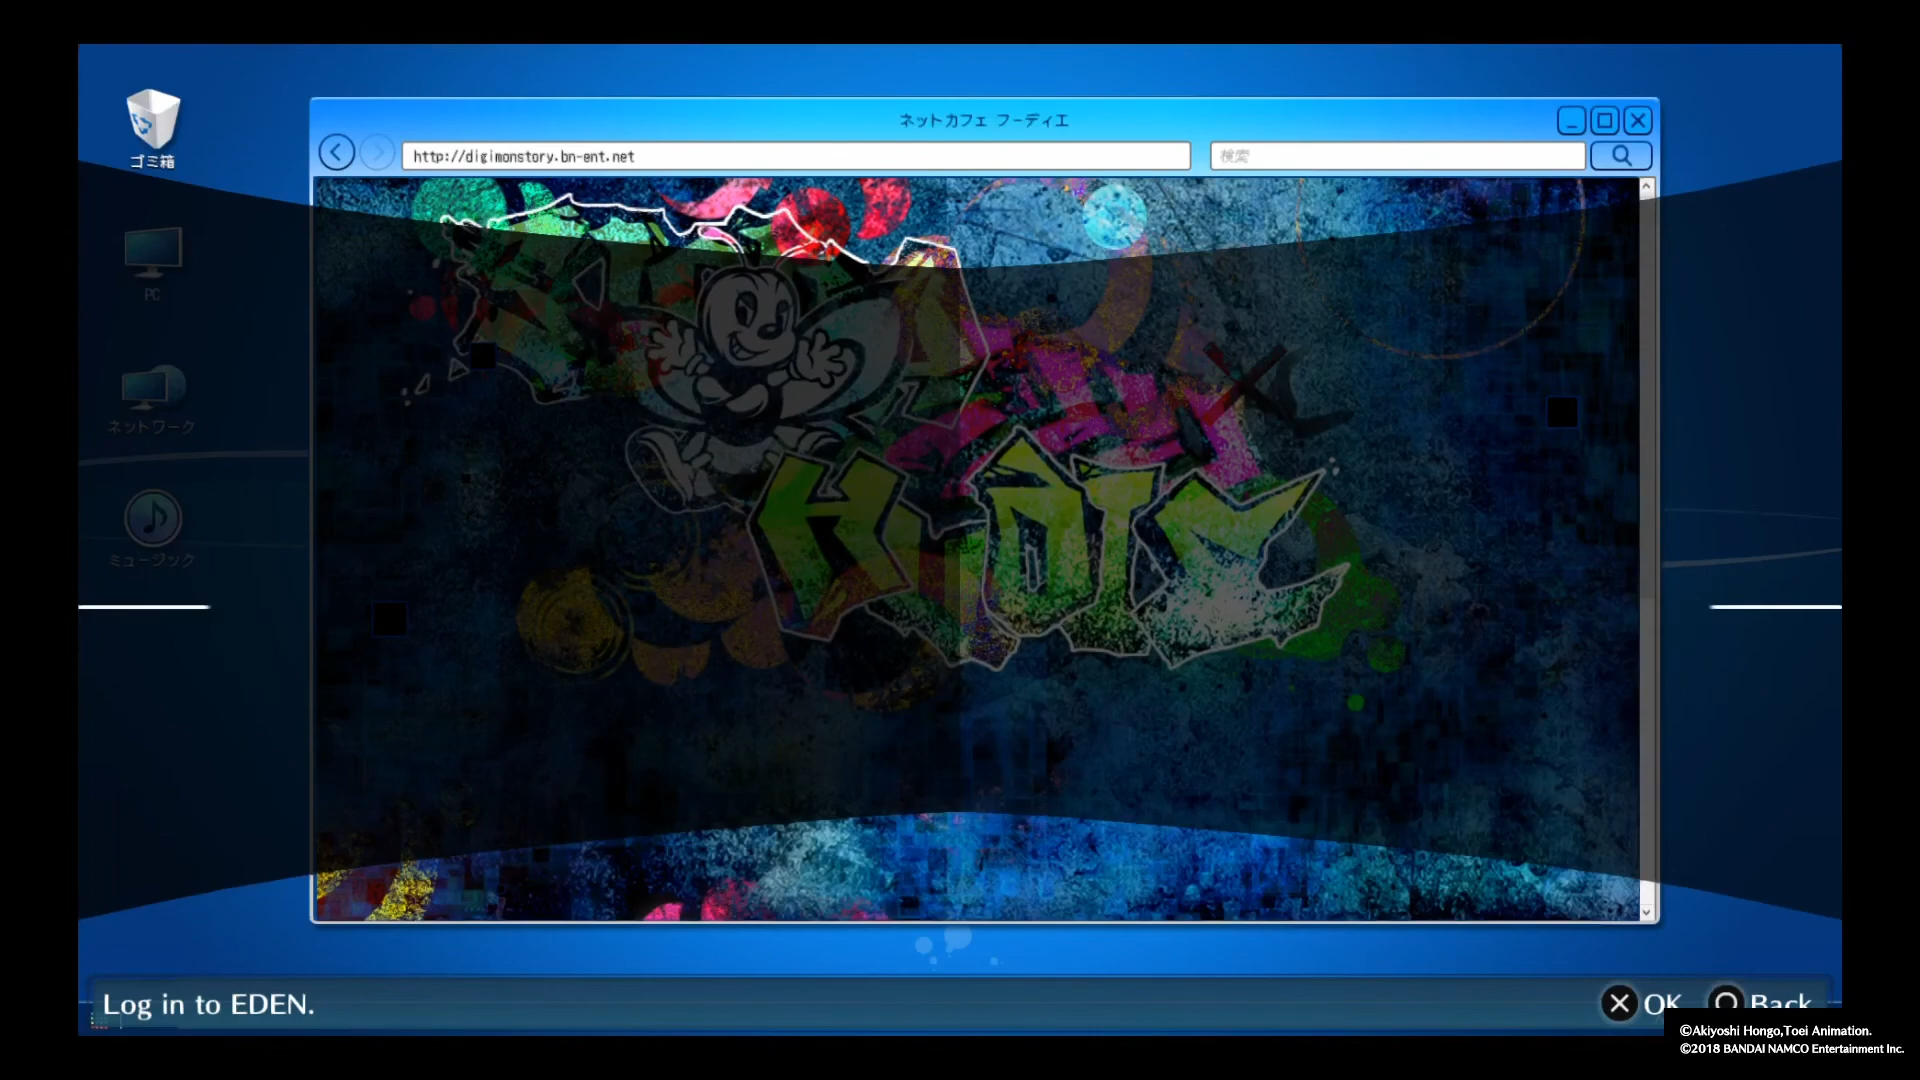 ネットカフェ フーディエ
http://digimonstory.bn-ent.net
検索
ゴミ箱
PC
ネットワーク
ミュージック
Log in to EDEN.
OK
Back
©Akiyoshi Hongo,Toei Animation.
©2018 BANDAI NAMCO Entertainment Inc.